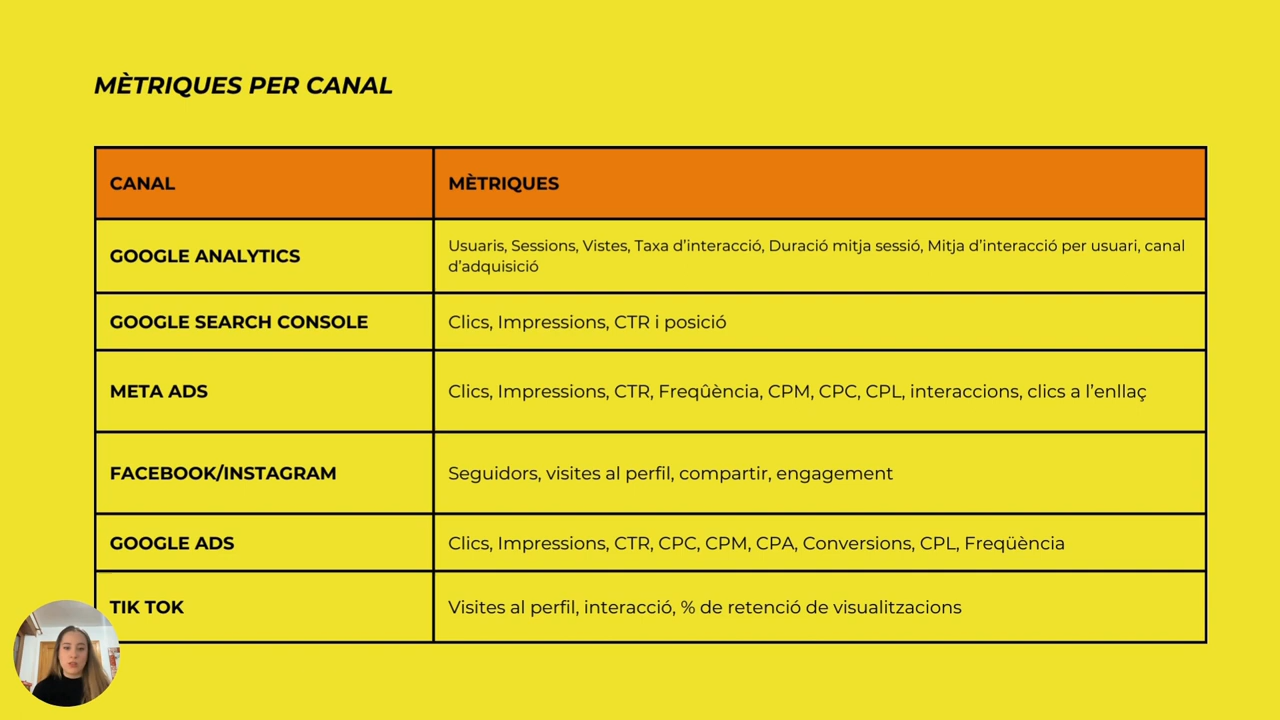 MÈTRIQUES PER CANAL
CANAL
MÈTRIQUES
GOOGLE ANALYTICS
Usuaris, Sessions, Vistes, Taxa d’interacció, Duració mitja sessió, Mitja d’interacció per usuari, canal
d’adquisició
GOOGLE SEARCH CONSOLE
Clics, Impressions, CTR i posició
META ADS
Clics, Impressions, CTR, Freqûència, CPM, CPC, CPL, interaccions, clics a l’enllaç
FACEBOOK/INSTAGRAM
Seguidors, visites al perfil, compartir, engagement
GOOGLE ADS
Clics, Impressions, CTR, CPC, CPM, CPA, Conversions, CPL, Freqüència
TIK TOK
Visites al perfil, interacció, % de retenció de visualitzacions